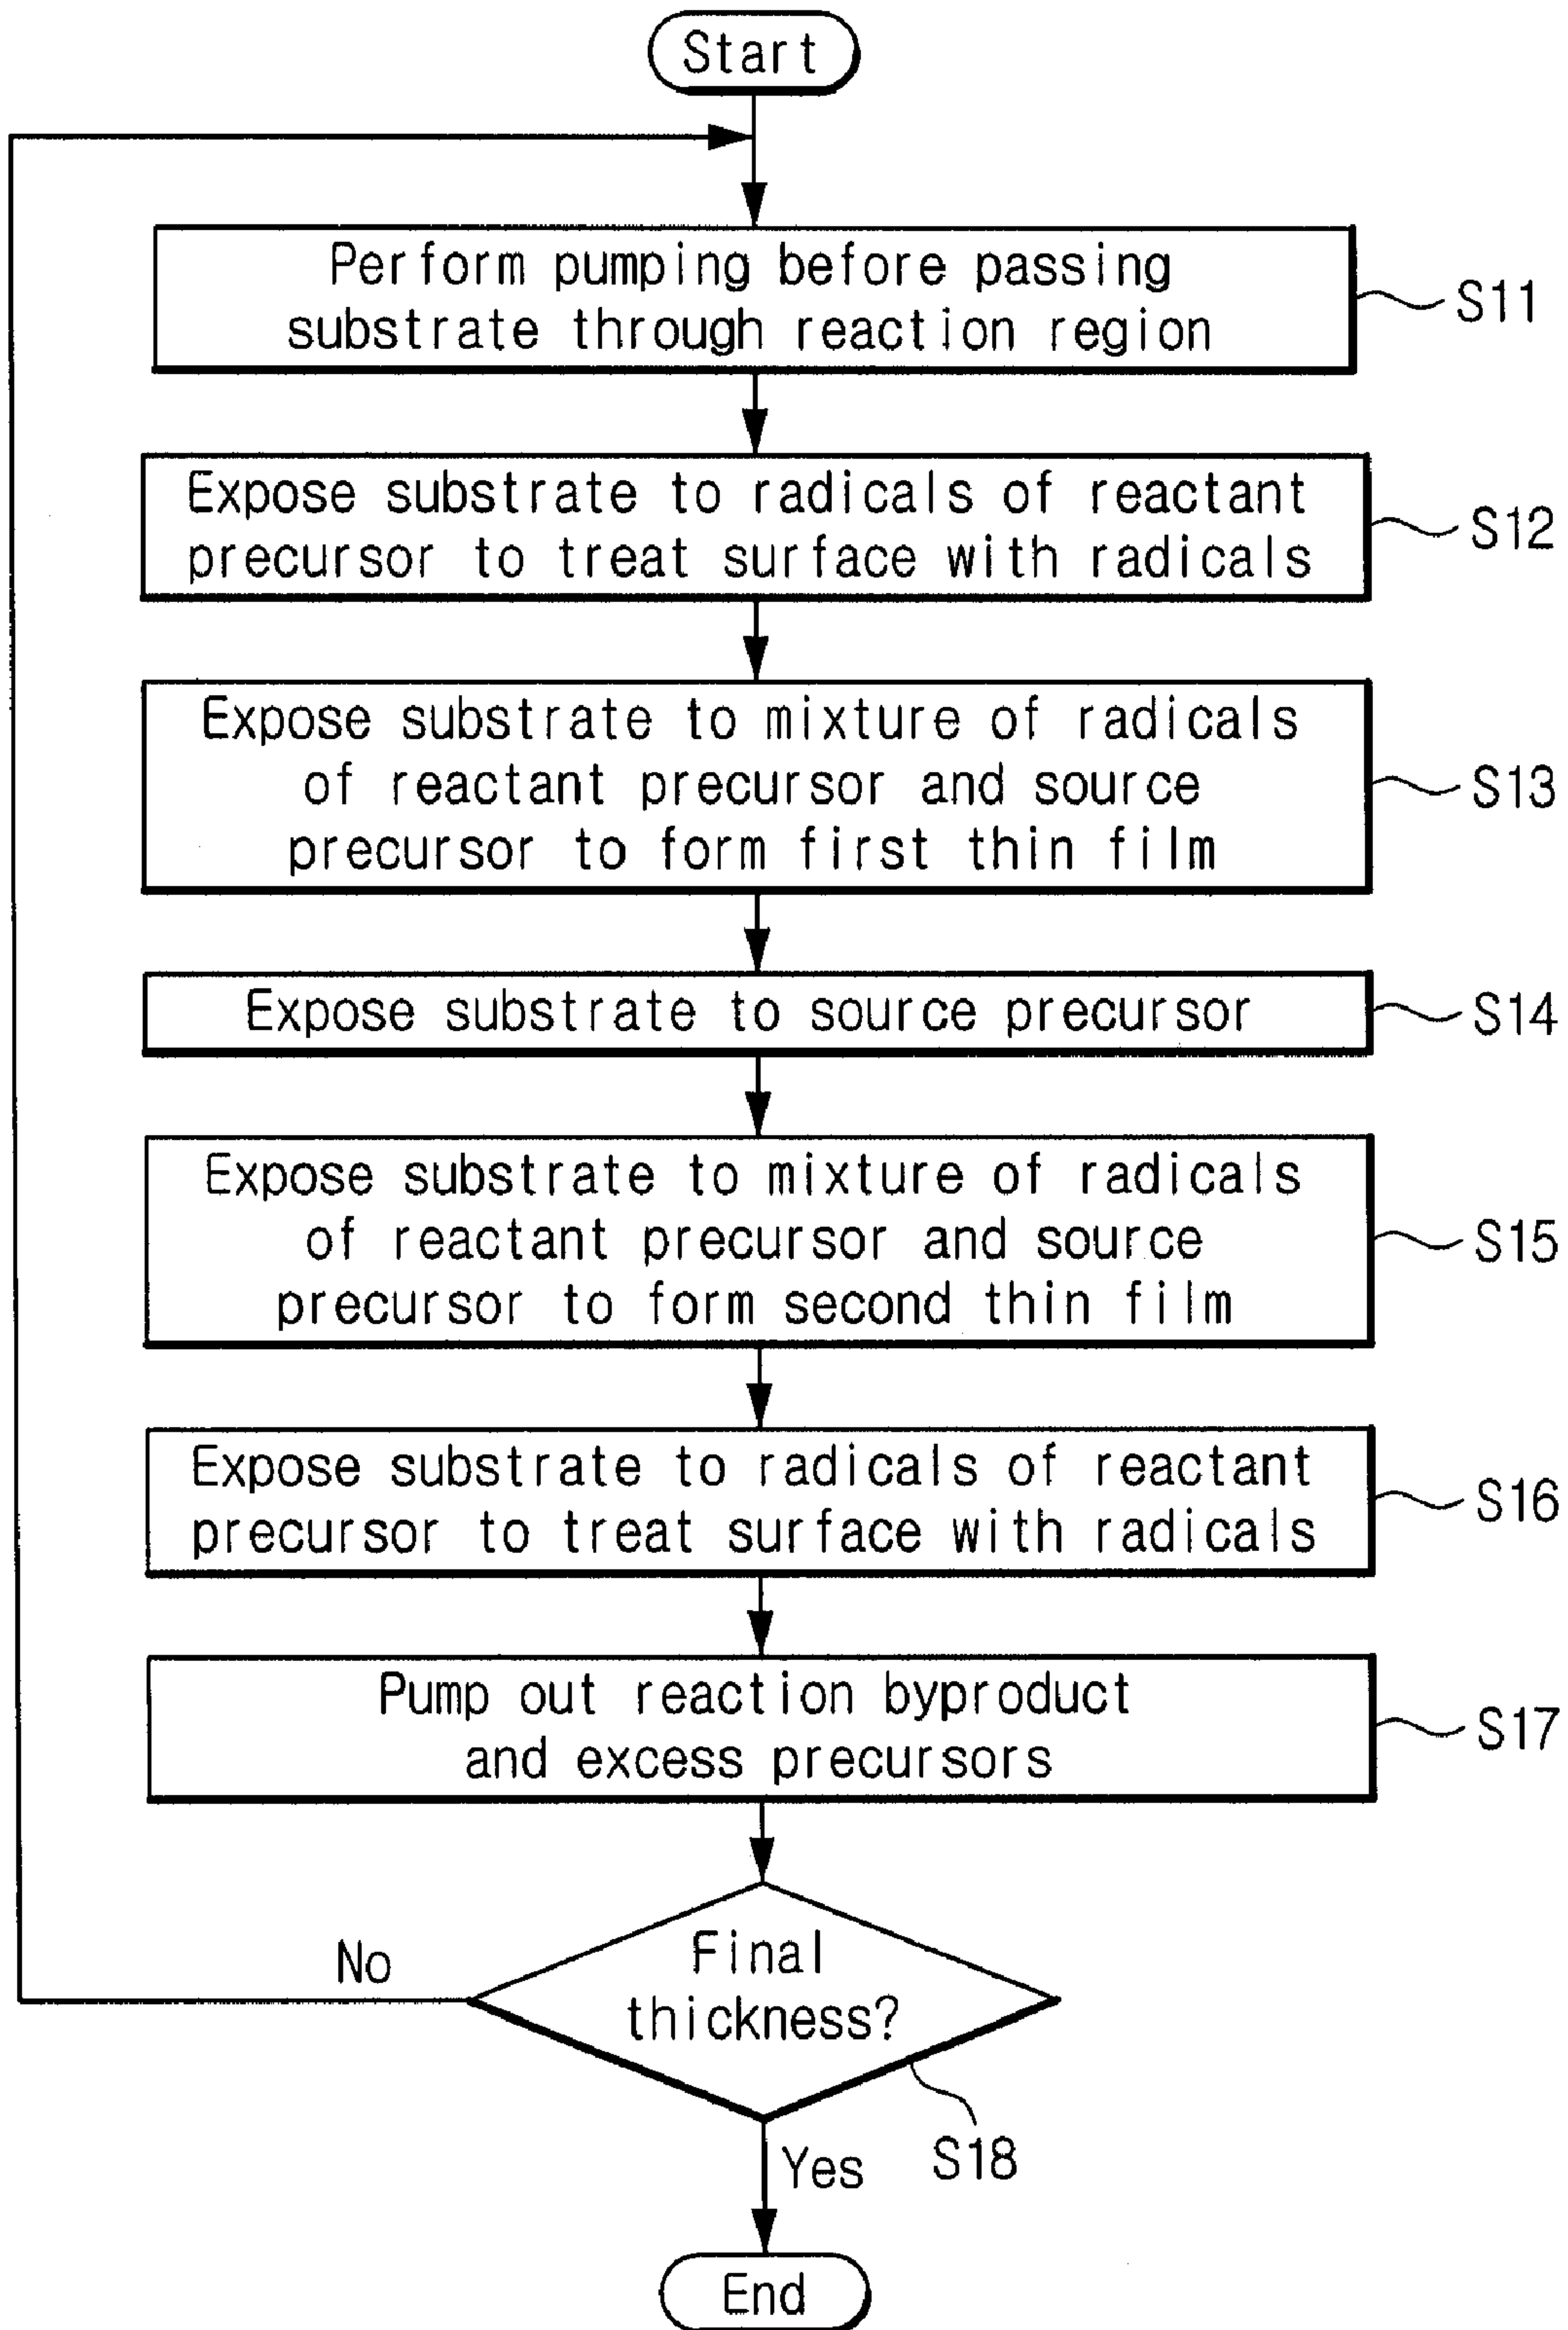 Start
Perform pumping before passing
substrate through reaction region
S11
Expose substrate to radicals of reactant
precursor to treat surface with radicals
S12
Expose substrate to mixture of radicals
of reactant precursor and source
precursor to form first thin film
S13
Expose substrate to source precursor
S14
Expose substrate to mixture of radicals
of reactant precursor and source
precursor to form second thin film
S15
Expose substrate to radicals of reactant
precursor to treat surface with radicals
S16
Pump out reaction byproduct
and excess precursors
S17
No
Final
thickness?
S18
Yes
End